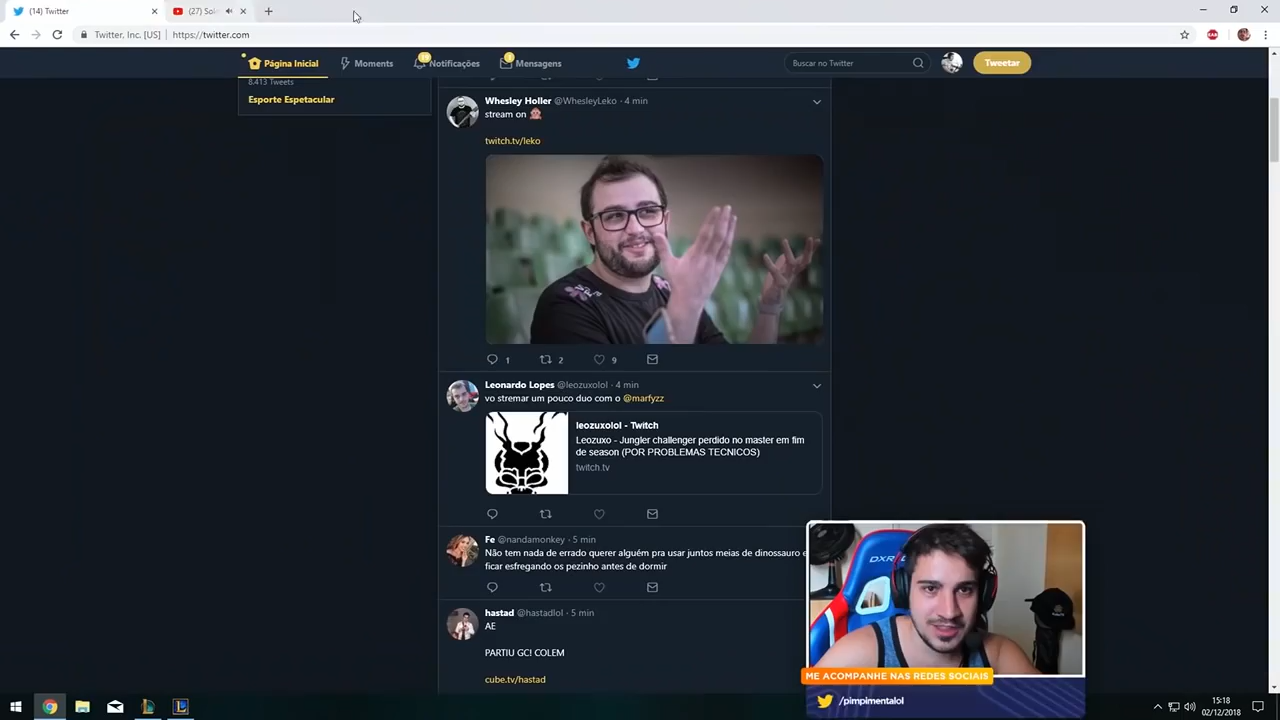 (14) Twitter
(27) Sol
Twitter, Inc. [US]
https://twitter.com
Página Inicial
Moments
19
Notificações
Mensagens
Buscar no Twitter
Tweetar
8.413 Tweets
Esporte Espetacular
Whesley Holler @WhesleyLeko · 4 min
stream on
twitch.tv/leko
1 2 9
Leonardo Lopes @leozuxolol · 4 min
vo stremar um pouco duo com o @marfyzz
leozuxolol - Twitch
Leozuxo - Jungler challenger perdido no master em fim
de season (POR PROBLEMAS TECNICOS)
twitch.tv
Fe @nandamonkey · 5 min
Não tem nada de errado querer alguém pra usar juntos meias de dinossauro e
ficar esfregando os pezinho antes de dormir
hastad @hastadlol · 5 min
AE
PARTIU GC! COLEM
cube.tv/hastad
DXR
ME ACOMPANHE NAS REDES SOCIAIS
/pimpimentalol
15:18
02/12/2018